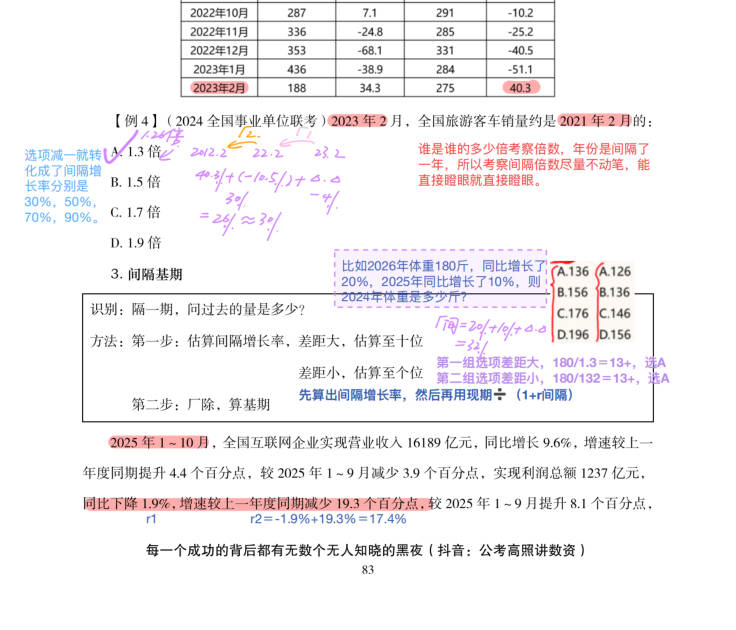 2022年10月 287 7.1 291 -10.2
2022年11月 336 -24.8 285 -25.2
2022年12月 353 -68.1 331 -40.5
2023年1月 436 -38.9 284 -51.1
2023年2月 188 34.3 275 40.3
【例 4】（2024 全国事业单位联考）2023 年 2 月，全国旅游客车销量约是 2021 年 2 月的：
1.26倍
r2 r1
A. 1.3 倍
2012.2 22.2 23.2
选项减一就转
化成了间隔增
长率分别是
30%，50%，
70%，90%。
谁是谁的多少倍考察倍数，年份是间隔了
一年，所以考察间隔倍数尽量不动笔，能
直接瞪眼就直接瞪眼。
B. 1.5 倍
40.3%+(-10.5%)+△.△
30% -4%
C. 1.7 倍
=26%≈30%
D. 1.9 倍
3. 间隔基期
比如2026年体重180斤，同比增长了
20%，2025年同比增长了10%，则
2024年体重是多少斤？
A.136 A.126
B.156 B.136
C.176 C.146
D.196 D.156
识别：隔一期，问过去的量是多少？
方法：第一步：估算间隔增长率，差距大，估算至十位
r间=20%+10%+△.△
=32%
差距小，估算至个位
第一组选项差距大，180/1.3=13+，选A
第二组选项差距小，180/132=13+，选A
先算出间隔增长率，然后再用现期➗（1+r间隔）
第二步：厂除，算基期
2025 年 1～10 月，全国互联网企业实现营业收入 16189 亿元，同比增长 9.6%，增速较上一
年度同期提升 4.4 个百分点，较 2025 年 1～9 月减少 3.9 个百分点，实现利润总额 1237 亿元，
同比下降 1.9%，增速较上一年度同期减少 19.3 个百分点，较 2025 年 1～9 月提升 8.1 个百分点，
r1 r2=-1.9%+19.3%=17.4%
每一个成功的背后都有无数个无人知晓的黑夜（抖音：公考高照讲数资）
83